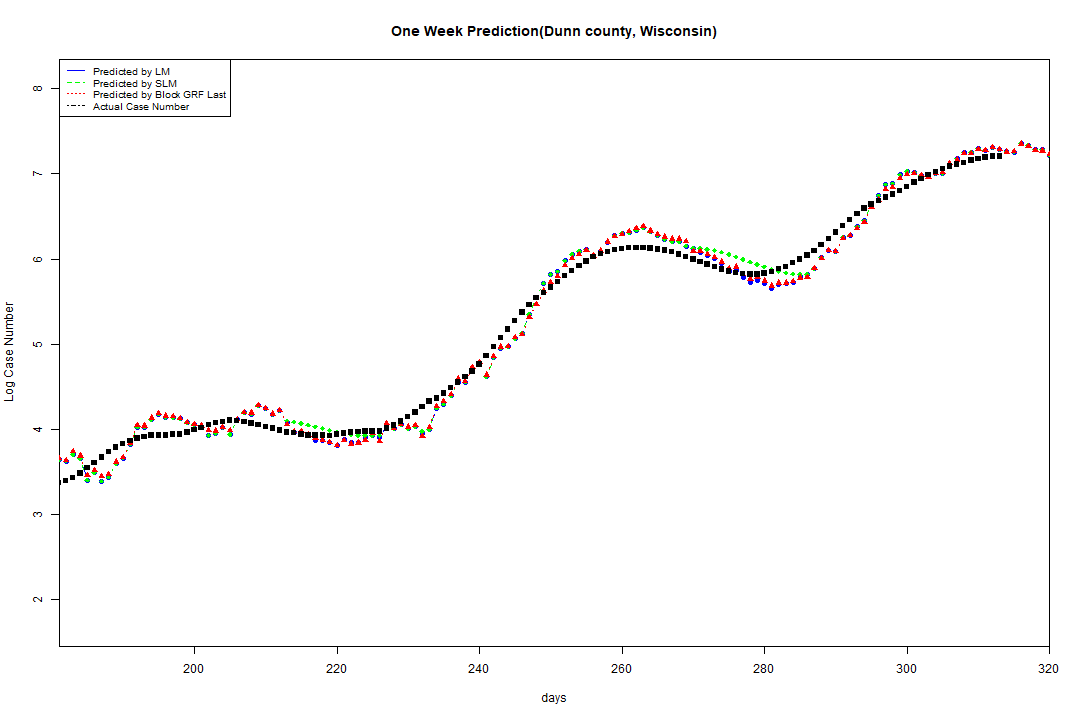 One Week Prediction(Dunn county, Wisconsin)
Predicted by LM
Predicted by SLM
Predicted by Block GRF Last
Actual Case Number
8
7
6
5
4
3
2
Log Case Number
200
220
240
260
280
300
320
days